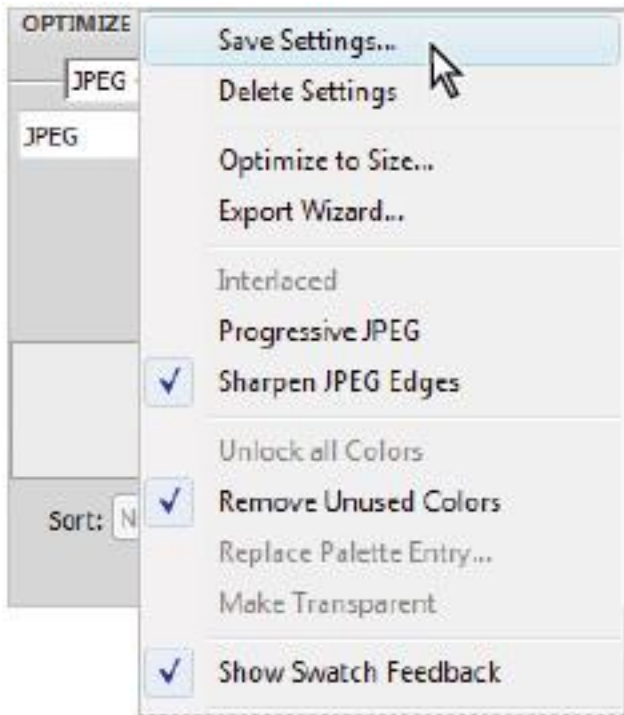 OPTIMIZE
JPEG
JPEG
Save Settings...
Delete Settings
Optimize to Size...
Export Wizard...
Interlaced
Progressive JPEG
Sharpen JPEG Edges
Unlock all Colors
Remove Unused Colors
Sort: N
Replace Palette Entry...
Make Transparent
Show Swatch Feedback